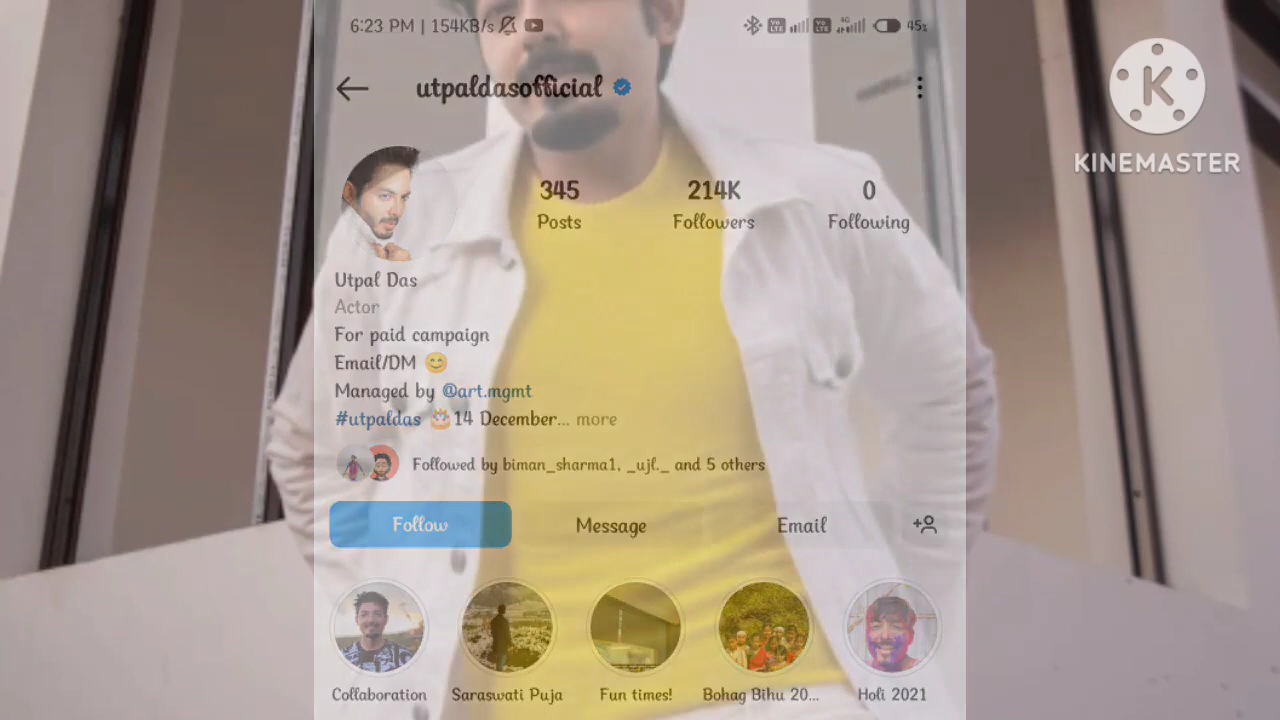 6:23 PM | 154KB/s
45%
utpaldasofficial
KINEMASTER
345 214K 0
Posts Followers Following
Utpal Das
Actor
For paid campaign
Email/DM 😊
Managed by @art.mgmt
#utpaldas 🎂14 December... more
Followed by biman_sharma1, _ujl._ and 5 others
Follow Message Email
Collaboration Saraswati Puja Fun times! Bohag Bihu 20... Holi 2021